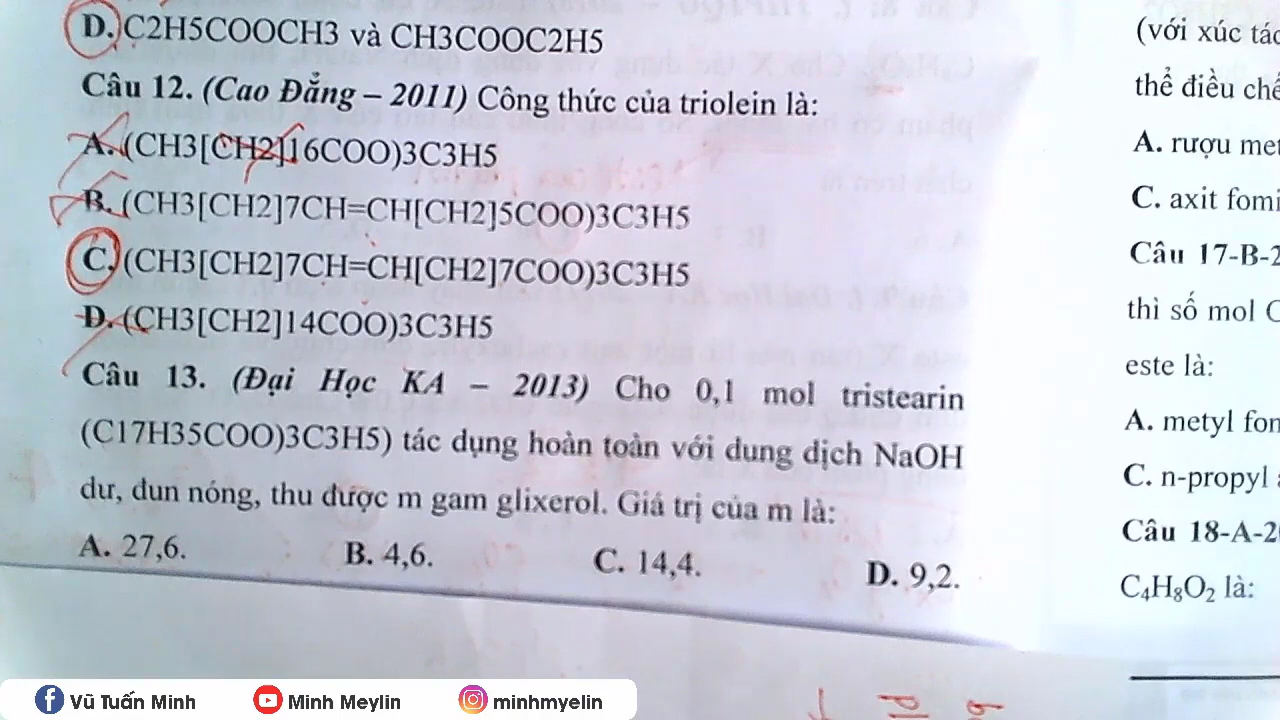 D. C2H5COOCH3 và CH3COOC2H5
Câu 12. (Cao Đẳng – 2011) Công thức của triolein là:
A. (CH3[CH2]16COO)3C3H5
B. (CH3[CH2]7CH=CH[CH2]5COO)3C3H5
C. (CH3[CH2]7CH=CH[CH2]7COO)3C3H5
D. (CH3[CH2]14COO)3C3H5
Câu 13. (Đại Học KA – 2013) Cho 0,1 mol tristearin
(C17H35COO)3C3H5) tác dụng hoàn toàn với dung dịch NaOH
dư, đun nóng, thu được m gam glixerol. Giá trị của m là:
A. 27,6. B. 4,6. C. 14,4. D. 9,2.
(với xúc tác
thể điều chế
A. rượu met
C. axit fomi
Câu 17-B-2
thì số mol C
este là:
A. metyl fon
C. n-propyl a
Câu 18-A-20
C₄H₈O₂ là:
Vũ Tuấn Minh Minh Meylin minhmyelin